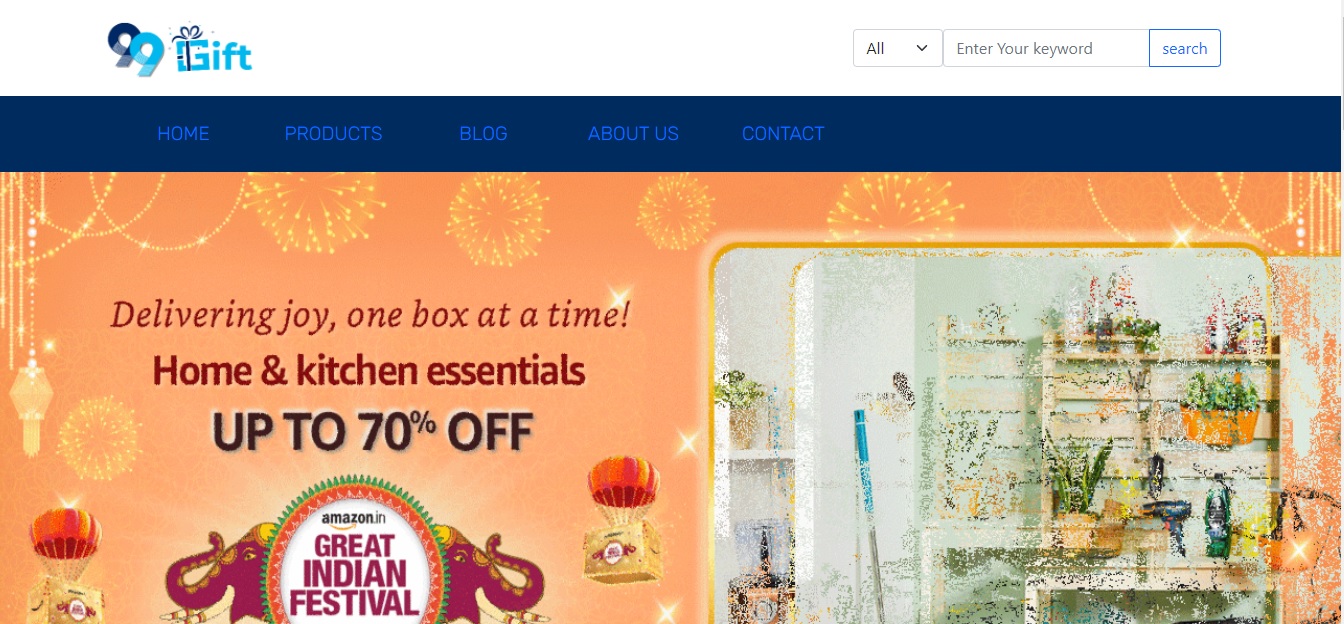 99 Gift
All
Enter Your keyword
search
HOME
PRODUCTS
BLOG
ABOUT US
CONTACT
Delivering joy, one box at a time!
Home & kitchen essentials
UP TO 70% OFF
amazon.in
GREAT
INDIAN
FESTIVAL